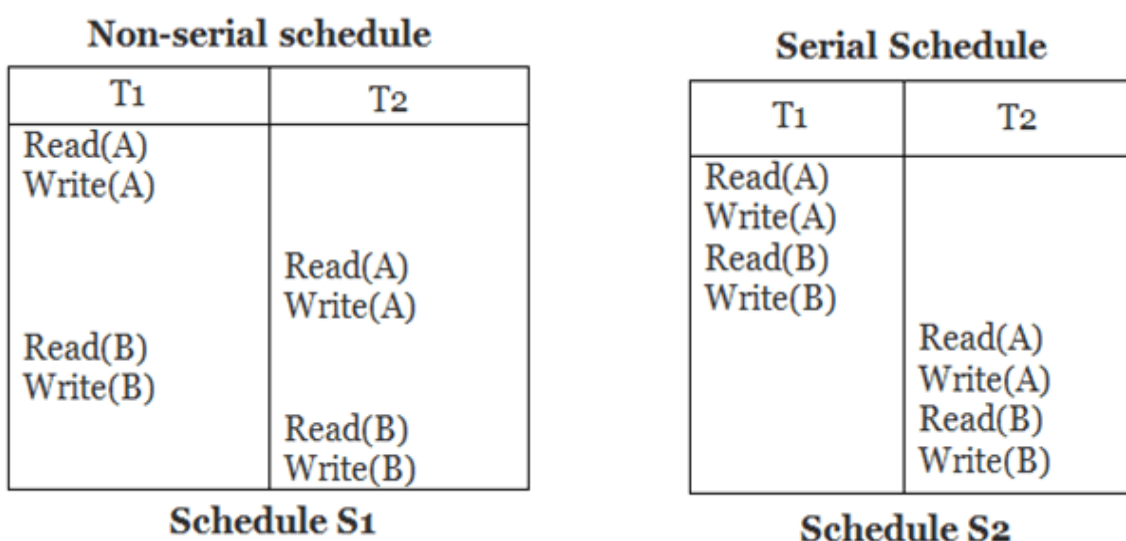 Non-serial schedule
T1
T2
Read(A)
Write(A)
Read(A)
Write(A)
Read(B)
Write(B)
Read(B)
Write(B)
Schedule S1
Serial Schedule
T1
T2
Read(A)
Write(A)
Read(B)
Write(B)
Read(A)
Write(A)
Read(B)
Write(B)
Schedule S2